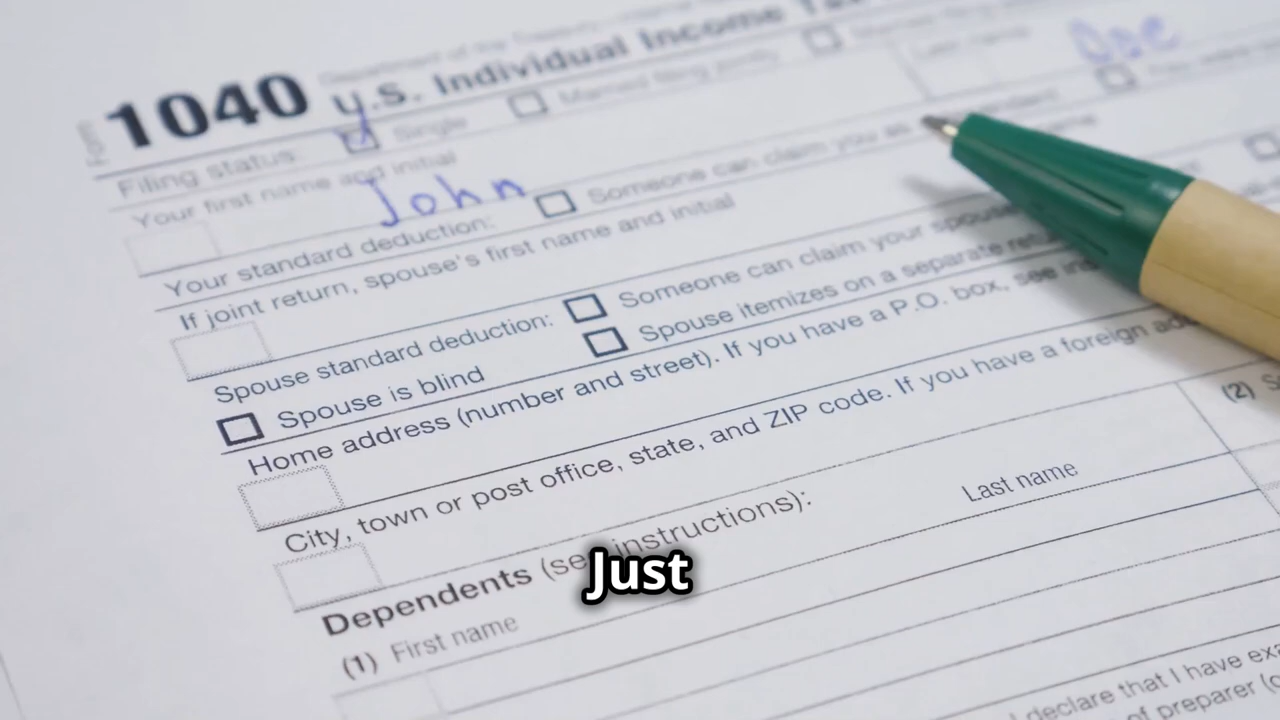 Form 1040 U.S. Individual Income Tax
Filing status: Single Married filing jointly
Your first name and initial Last name
John Doe
Your standard deduction: Someone can claim you as a dependent
If joint return, spouse's first name and initial
Spouse standard deduction: Someone can claim your spouse
Spouse is blind Spouse itemizes on a separate
Home address (number and street). If you have a P.O. box, see
City, town or post office, state, and ZIP code. If you have a foreign
Dependents (see instructions): (2)
(1) First name Last name
Just
I declare that I have
of preparer